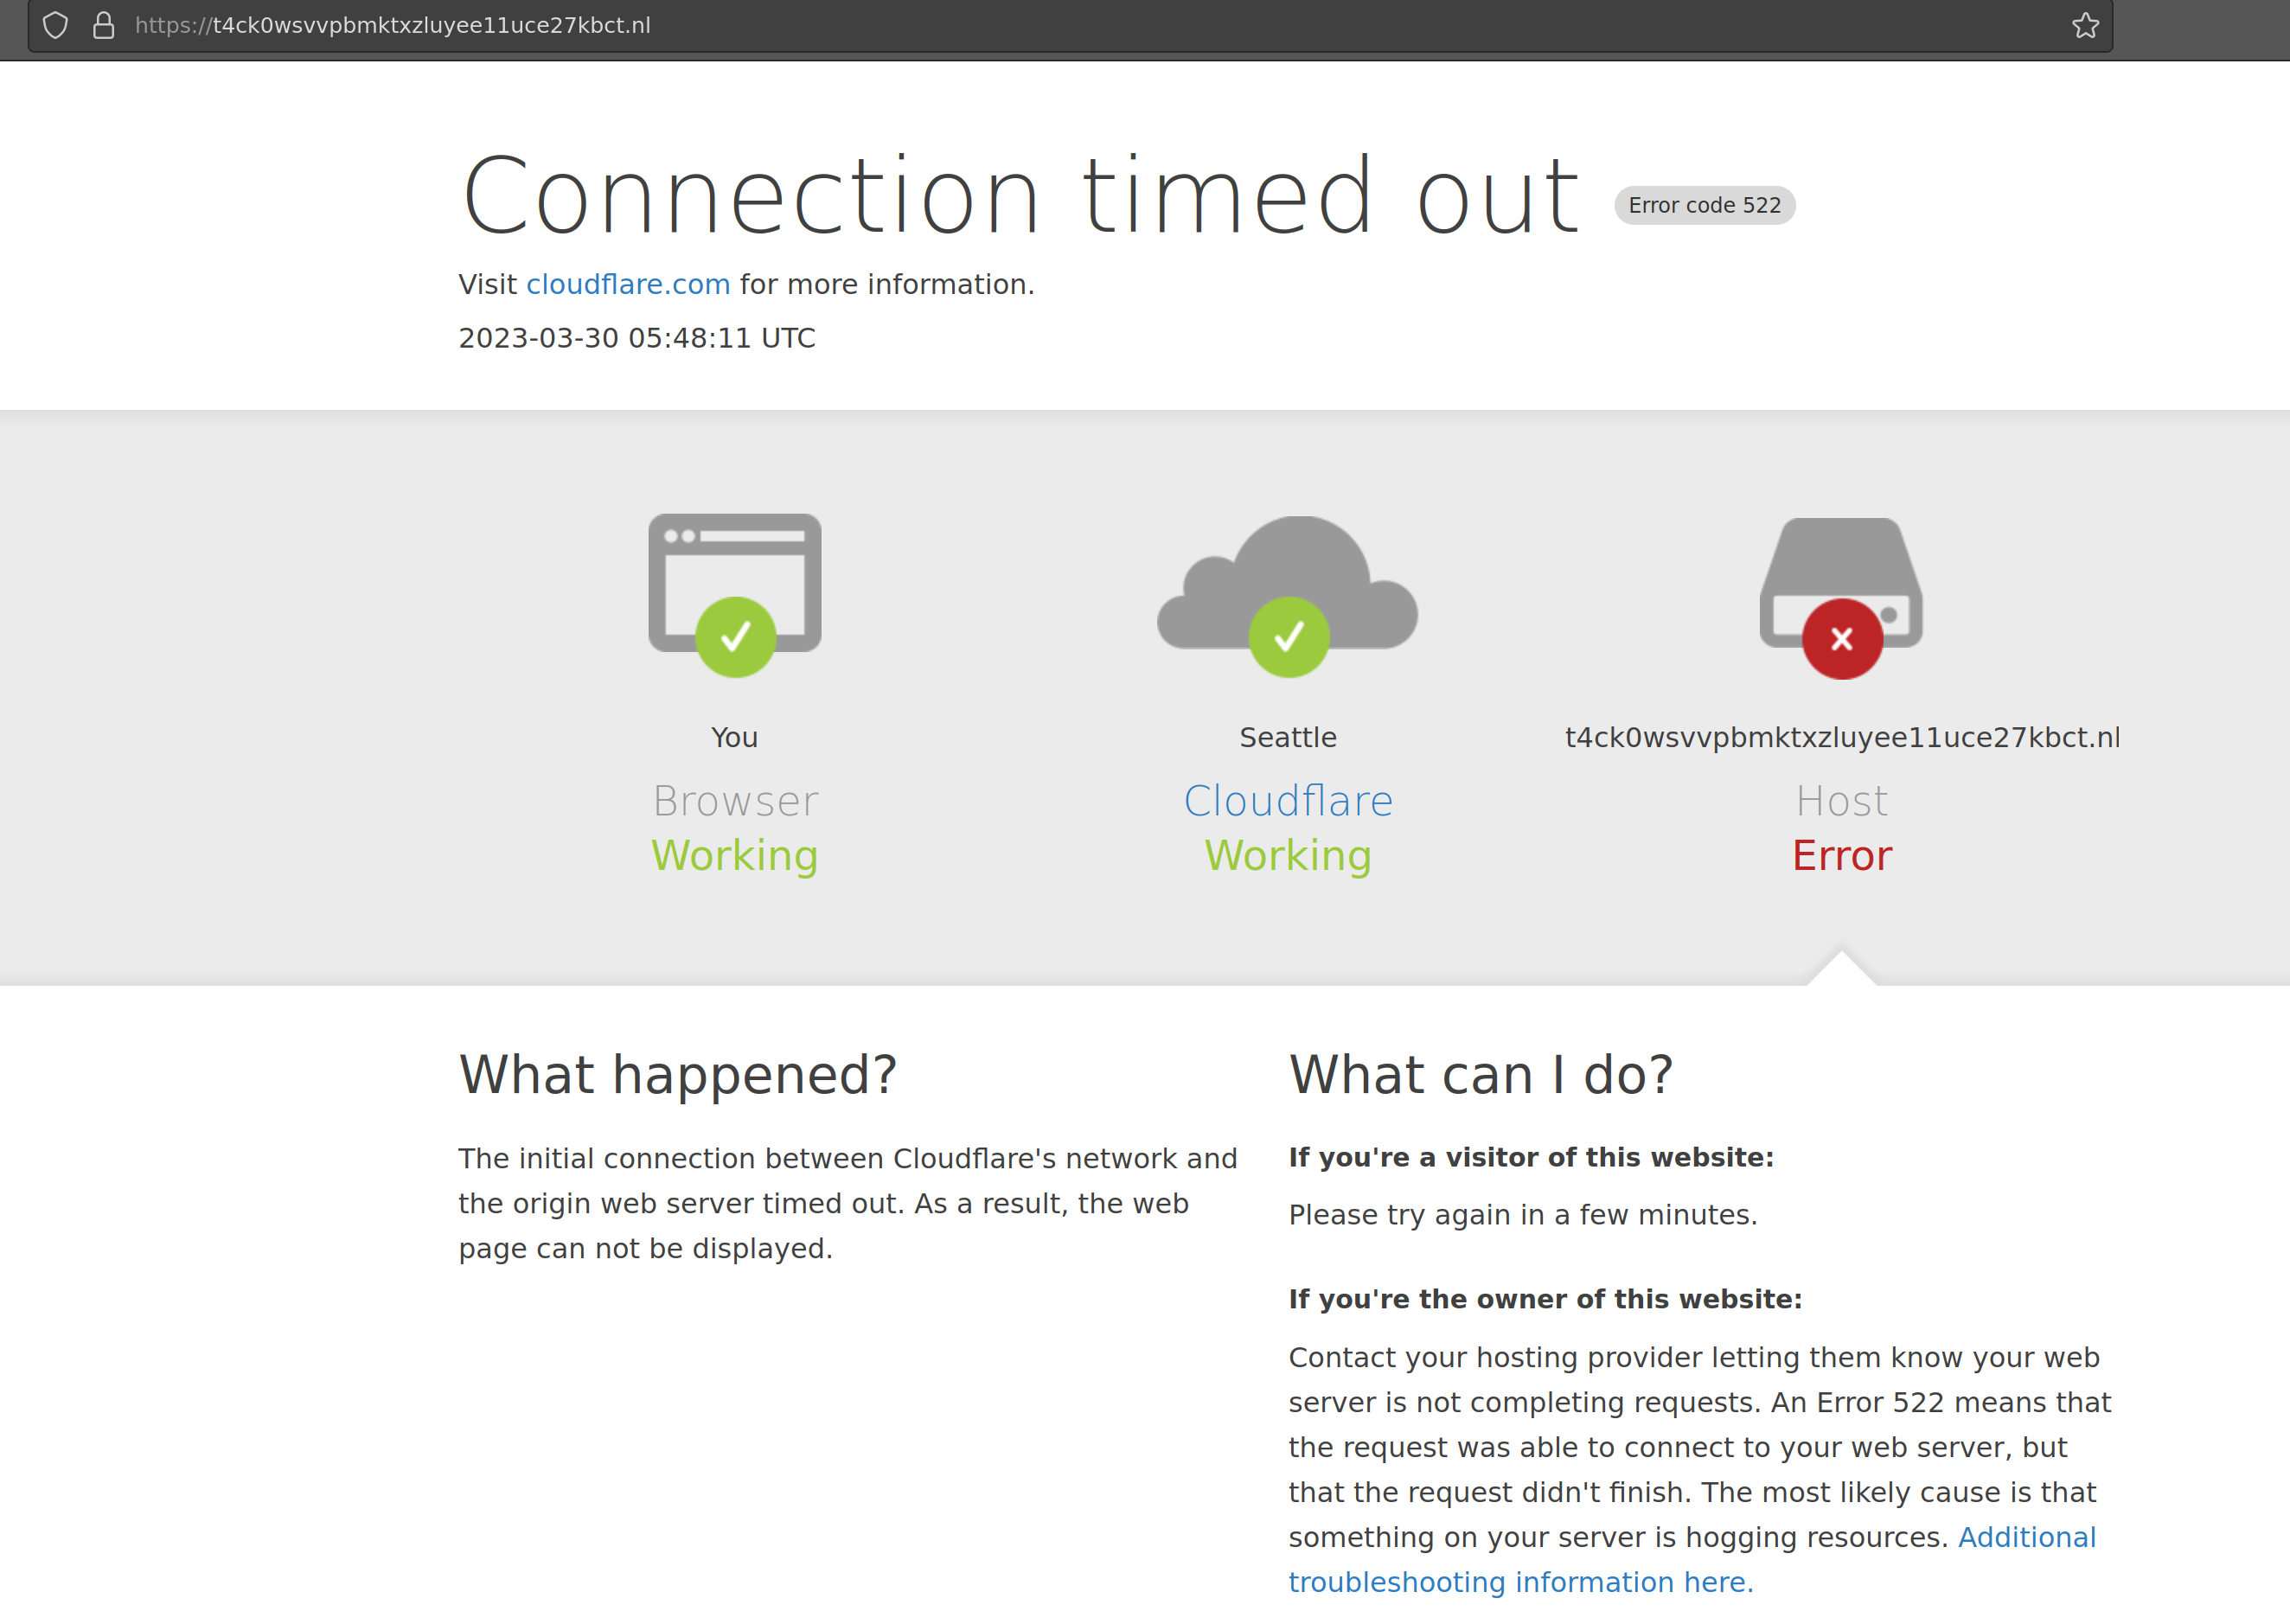 https://t4ck0wsvvpbmktxzluyee11uce27kbct.nl
Connection timed out Error code 522
Visit cloudflare.com for more information.
2023-03-30 05:48:11 UTC
You
Browser
Working
Seattle
Cloudflare
Working
t4ck0wsvvpbmktxzluyee11uce27kbct.nl
Host
Error
What happened?
The initial connection between Cloudflare's network and
the origin web server timed out. As a result, the web
page can not be displayed.
What can I do?
If you're a visitor of this website:
Please try again in a few minutes.
If you're the owner of this website:
Contact your hosting provider letting them know your web
server is not completing requests. An Error 522 means that
the request was able to connect to your web server, but
that the request didn't finish. The most likely cause is that
something on your server is hogging resources. Additional
troubleshooting information here.